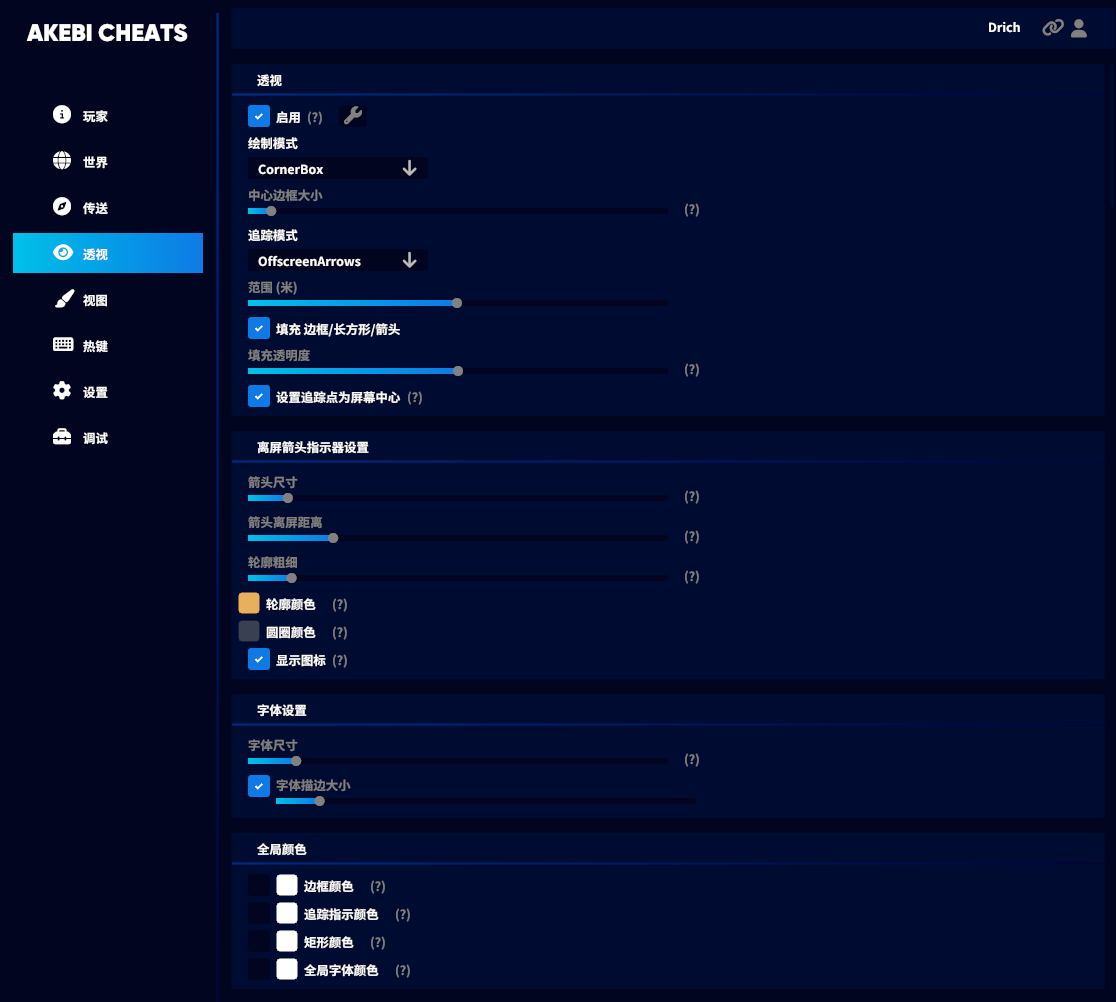 AKEBI CHEATS
玩家
世界
传送
透视
视图
热键
设置
调试
Drich
透视
启用 (?)
绘制模式
CornerBox
中心边框大小
(?)
追踪模式
OffscreenArrows
范围 (米)
填充 边框/长方形/箭头
填充透明度
(?)
设置追踪点为屏幕中心 (?)
离屏箭头指示器设置
箭头尺寸
(?)
箭头离屏距离
(?)
轮廓粗细
(?)
轮廓颜色 (?)
圆圈颜色 (?)
显示图标 (?)
字体设置
字体尺寸
(?)
字体描边大小
全局颜色
边框颜色 (?)
追踪指示颜色 (?)
矩形颜色 (?)
全局字体颜色 (?)